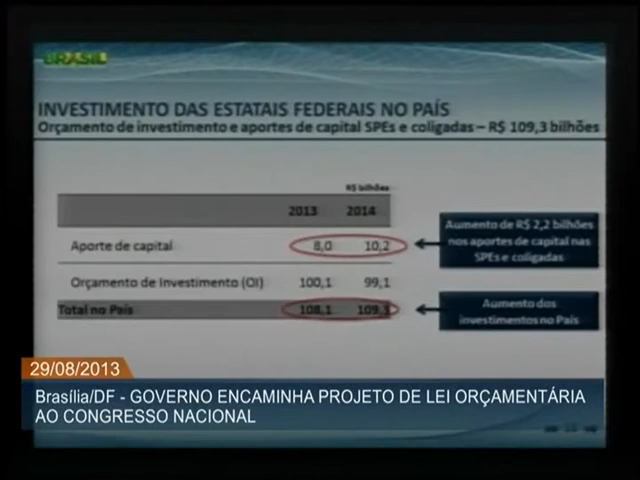 BRASIL
INVESTIMENTO DAS ESTATAIS FEDERAIS NO PAÍS
Orçamento de investimento e aportes de capital SPEs e coligadas – R$ 109,3 bilhões
R$ bilhões
2013 2014
Aporte de capital 8,0 10,2
Orçamento de Investimento (OI) 100,1 99,1
Total no País 108,1 109,3
Aumento de R$ 2,2 bilhões
nos aportes de capital nas
SPEs e coligadas
Aumento dos
investimentos no País
29/08/2013
Brasília/DF - GOVERNO ENCAMINHA PROJETO DE LEI ORÇAMENTÁRIA
AO CONGRESSO NACIONAL